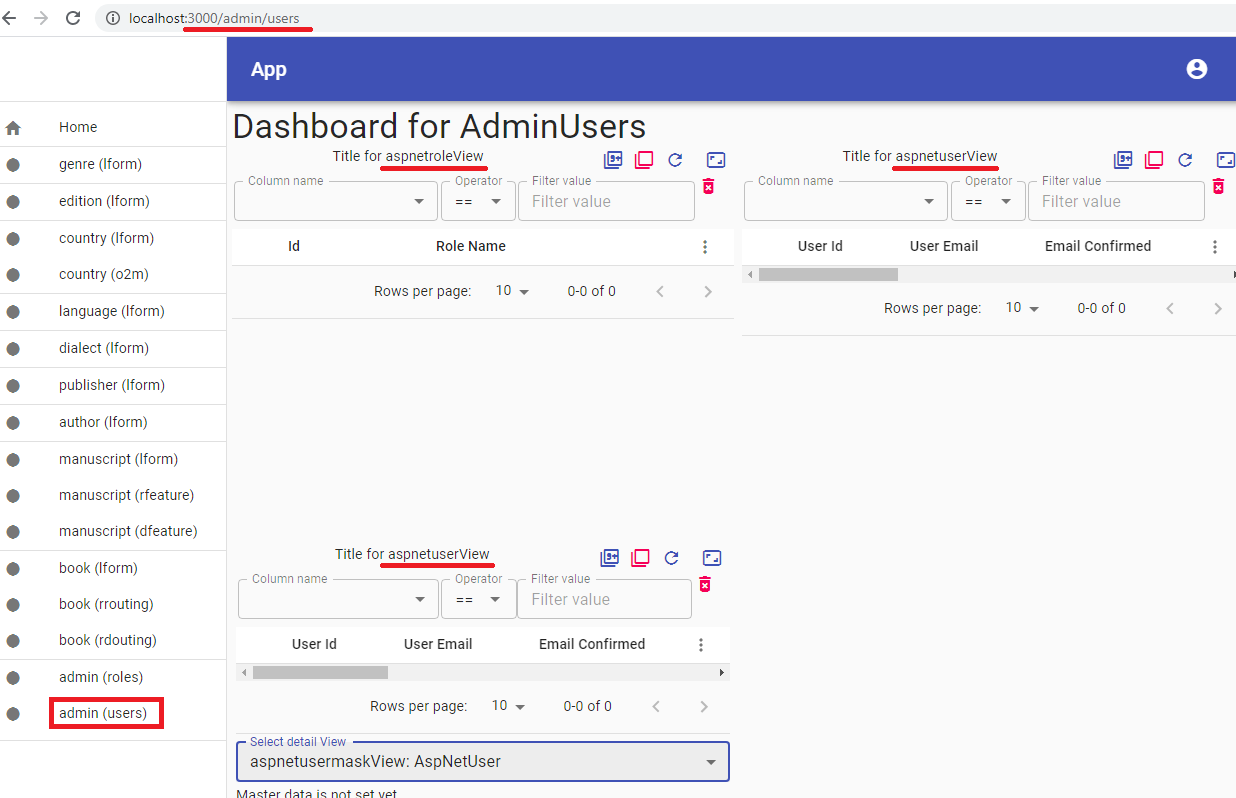 localhost:3000/admin/users
App
Home
genre (lform)
edition (lform)
country (lform)
country (o2m)
language (lform)
dialect (lform)
publisher (lform)
author (lform)
manuscript (lform)
manuscript (rfeature)
manuscript (dfeature)
book (lform)
book (rrouting)
book (rdouting)
admin (roles)
admin (users)
Dashboard for AdminUsers
Title for aspnetroleView
9+
Column name
Operator
==
Filter value
Filter value
Id Role Name
Rows per page: 10 0-0 of 0
Title for aspnetuserView
9+
Column name
Operator
==
Filter value
Filter value
User Id User Email Email Confirmed
Rows per page: 10 0-0 of 0
Title for aspnetuserView
9+
Column name
Operator
==
Filter value
Filter value
User Id User Email Email Confirmed
Rows per page: 10 0-0 of 0
Select detail View
aspnetusermaskView: AspNetUser
Master data is not set yet